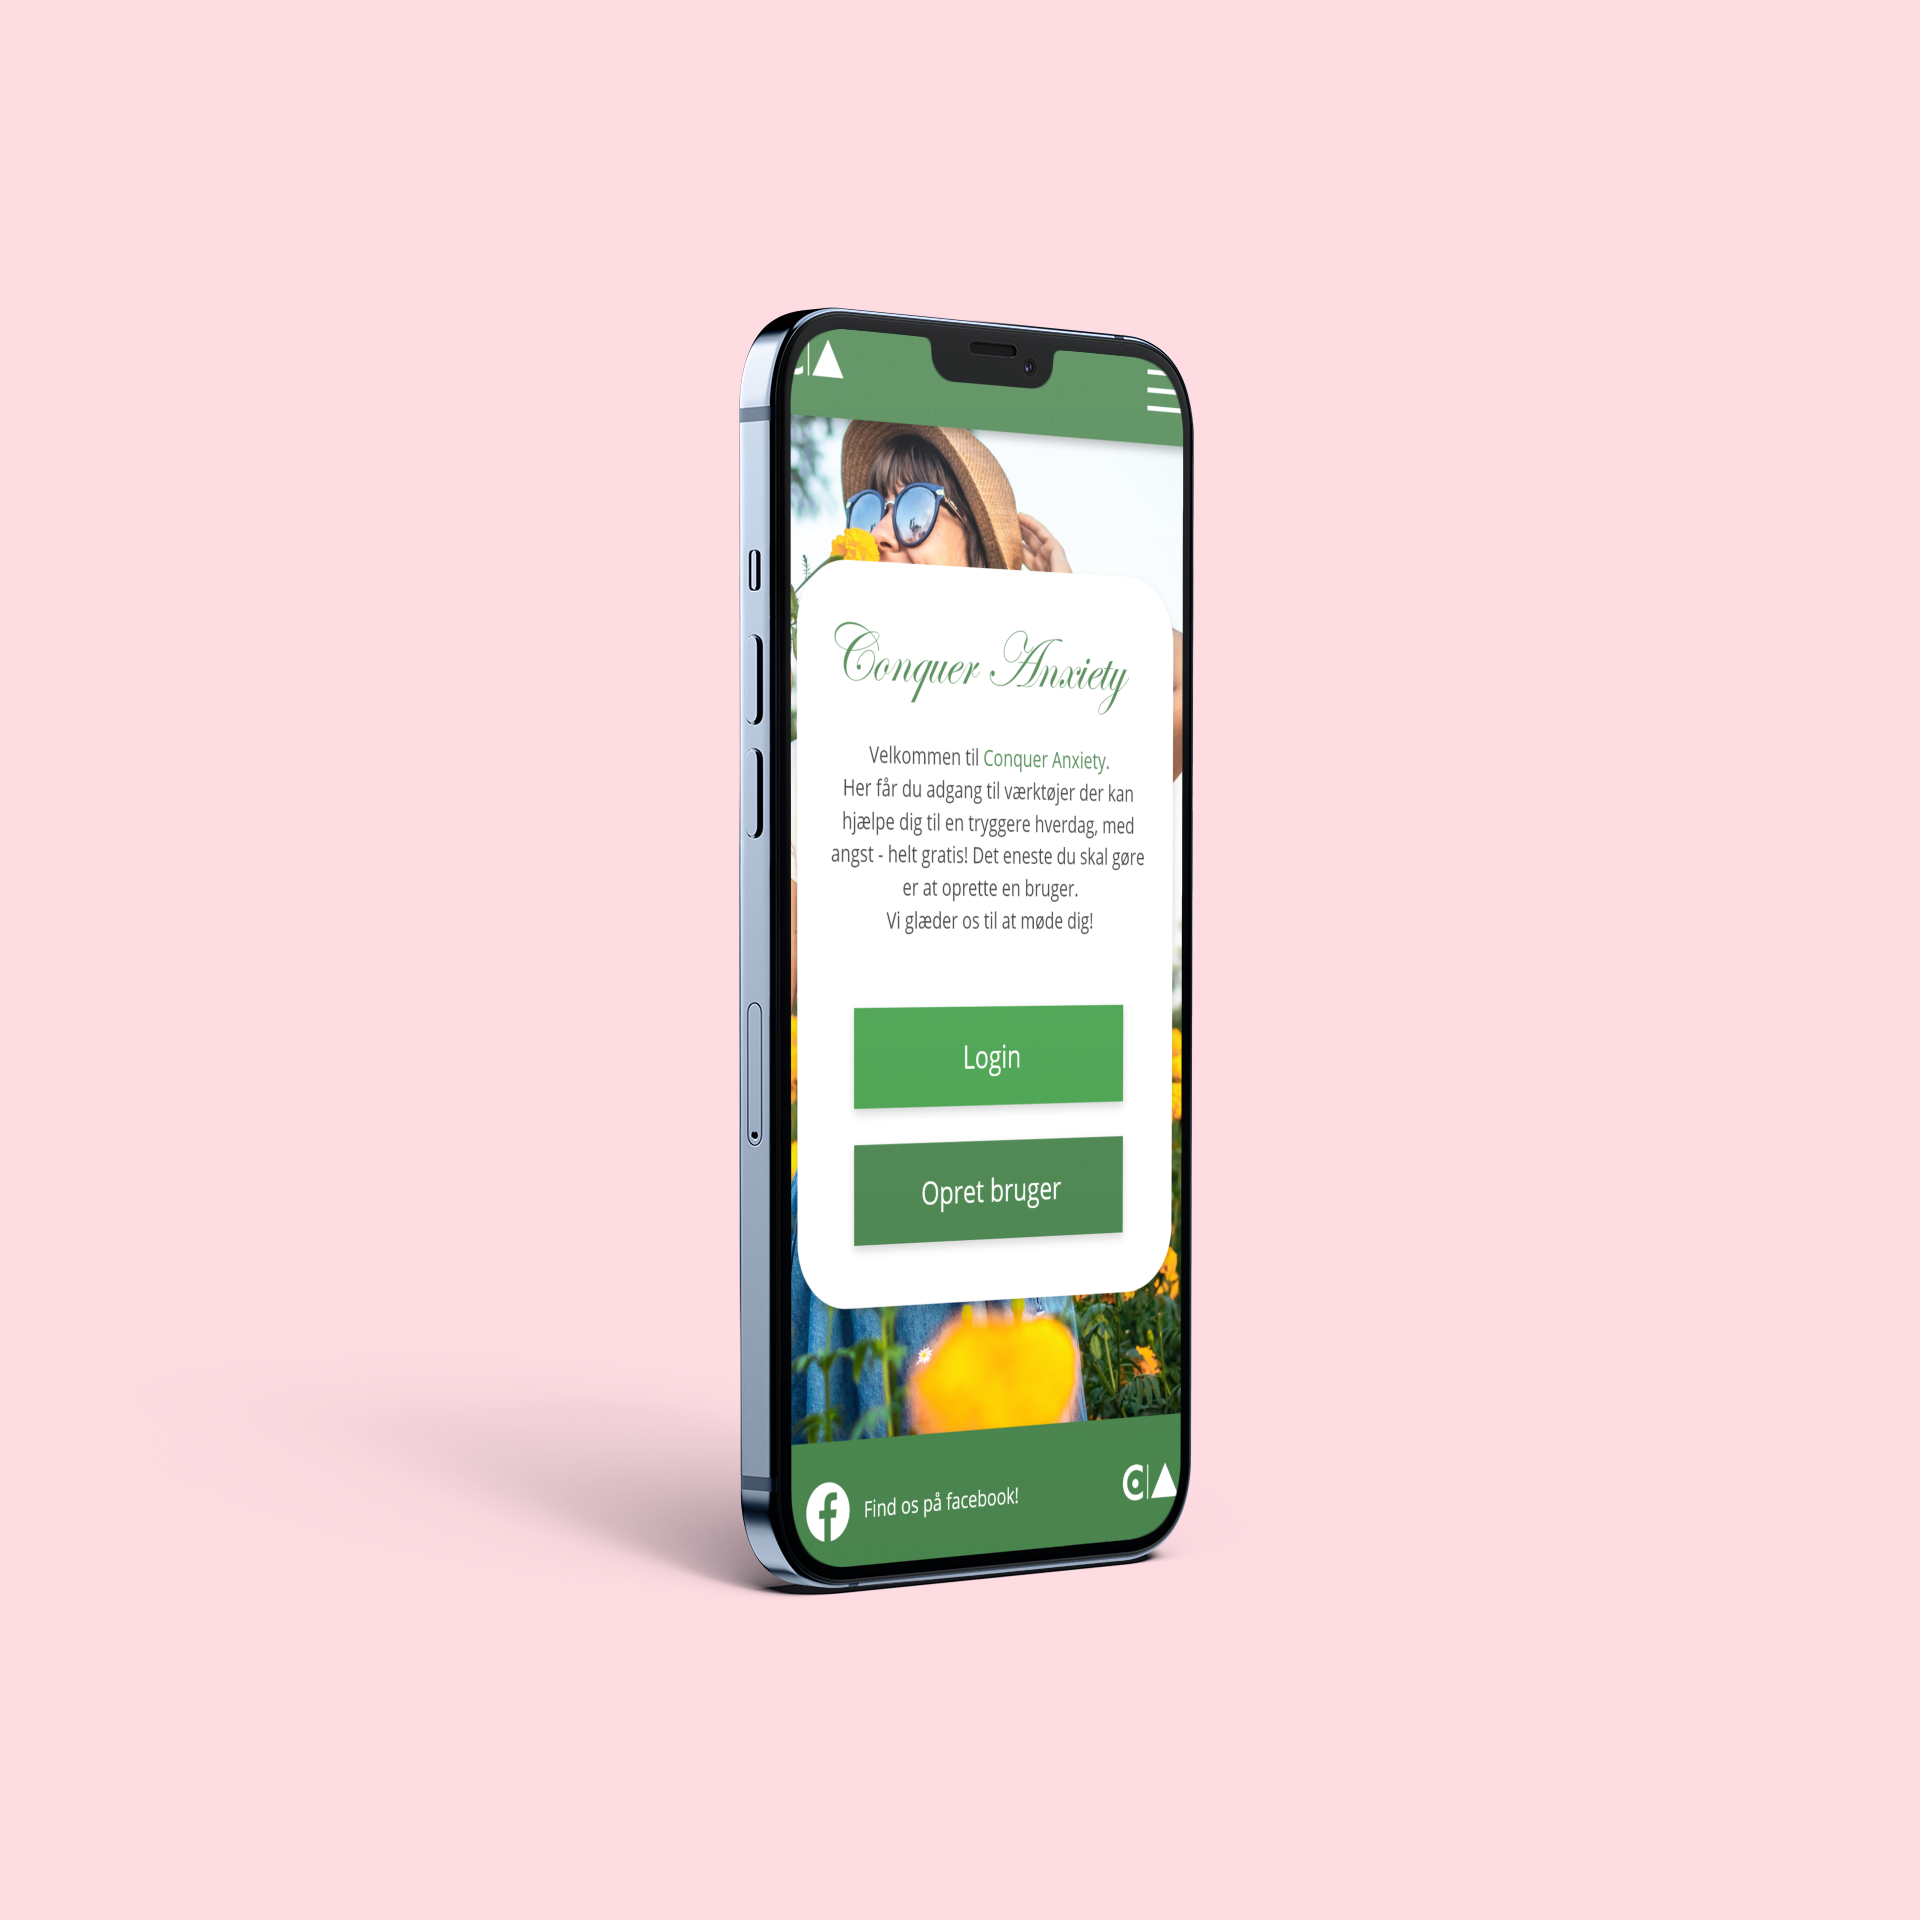 Conquer Anxiety
Velkommen til Conquer Anxiety.
Her får du adgang til værktøjer der kan
hjælpe dig til en tryggere hverdag, med
angst - helt gratis! Det eneste du skal gøre
er at oprette en bruger.
Vi glæder os til at møde dig!
Login
Opret bruger
Find os på facebook!